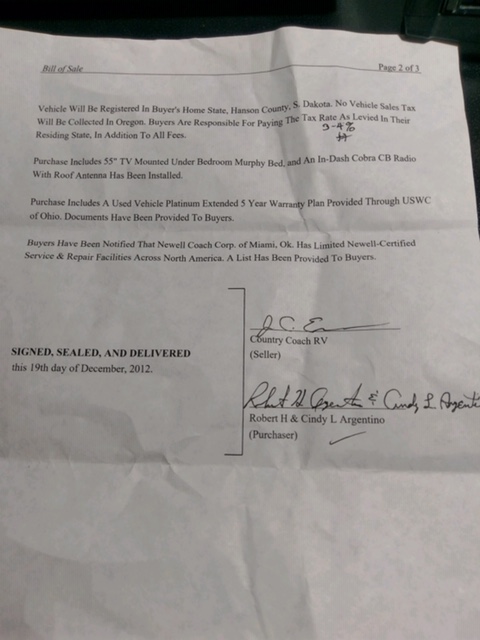 Bill of Sale Page 2 of 3
Vehicle Will Be Registered In Buyer's Home State, Hanson County, S. Dakota. No Vehicle Sales Tax
Will Be Collected In Oregon. Buyers Are Responsible For Paying The Tax Rate As Levied In Their
Residing State, In Addition To All Fees.
3-4%
Purchase Includes 55" TV Mounted Under Bedroom Murphy Bed, and An In-Dash Cobra CB Radio
With Roof Antenna Has Been Installed.
Purchase Includes A Used Vehicle Platinum Extended 5 Year Warranty Plan Provided Through USWC
of Ohio. Documents Have Been Provided To Buyers.
Buyers Have Been Notified That Newell Coach Corp. of Miami, Ok. Has Limited Newell-Certified
Service & Repair Facilities Across North America. A List Has Been Provided To Buyers.
J C. E
Country Coach RV
(Seller)
SIGNED, SEALED, AND DELIVERED
this 19th day of December, 2012.
Robert H Argentino & Cindy L Argentino
Robert H & Cindy L Argentino
(Purchaser)